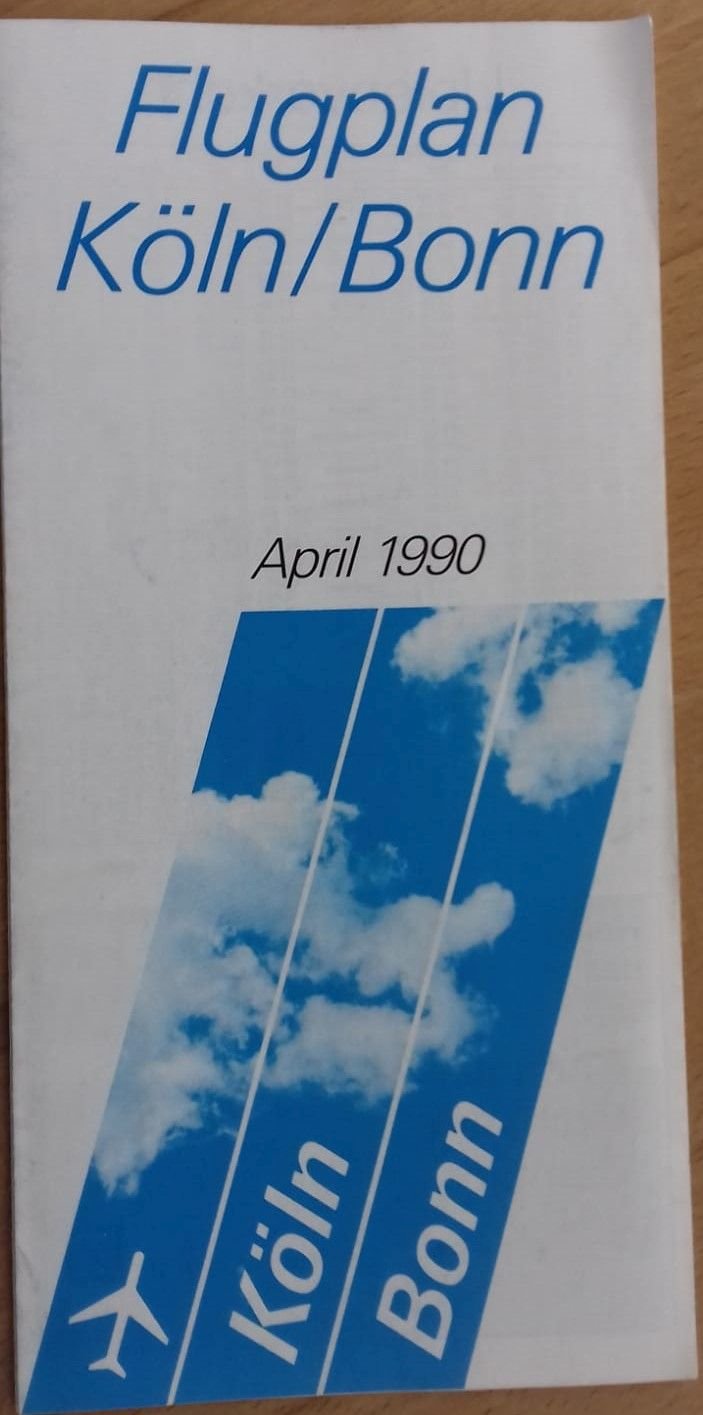 Flugplan
Köln/Bonn
April 1990
Köln
Bonn